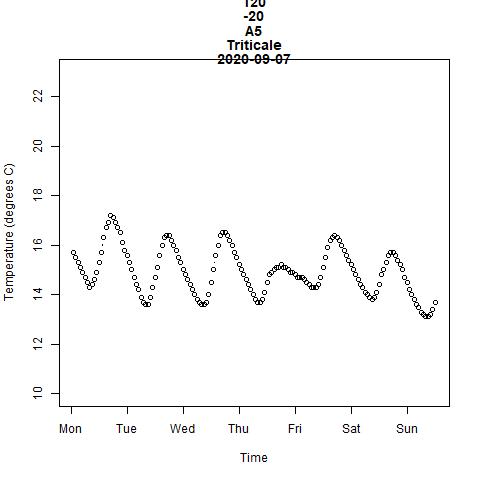 120
-20
A5
Triticale
2020-09-07
Temperature (degrees C)
22
20
18
16
14
12
10
Mon Tue Wed Thu Fri Sat Sun
Time